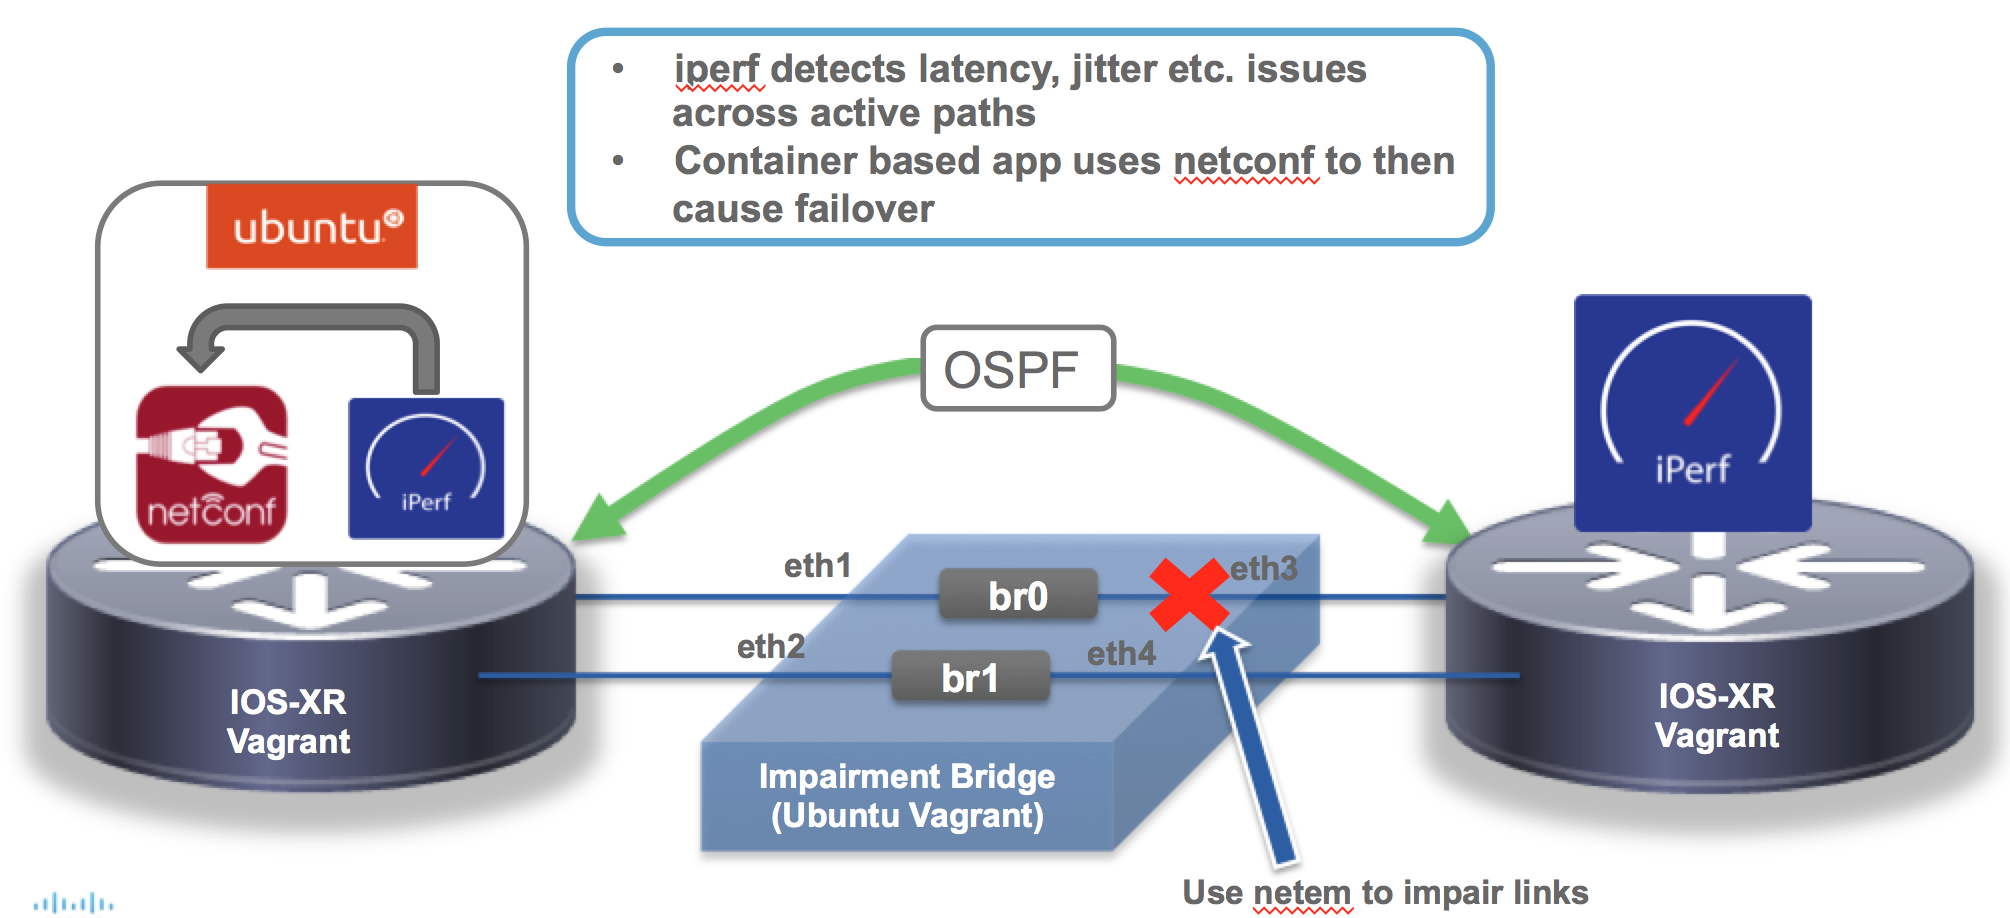 • iperf detects latency, jitter etc. issues
across active paths
• Container based app uses netconf to then
cause failover
ubuntu
netconf
iPerf
OSPF
iPerf
eth1
br0
eth3
eth2
br1
eth4
IOS-XR
Vagrant
IOS-XR
Vagrant
Impairment Bridge
(Ubuntu Vagrant)
Use netem to impair links